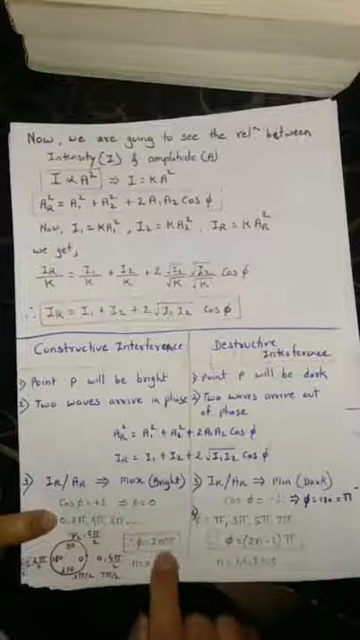 Now, we are going to see the rel^n between
Intensity (I) & amplitude (A)
I ∝ A² ⇒ I = KA²
A_R² = A₁² + A₂² + 2A₁A₂ Cos ϕ
Now, I₁ = KA₁², I₂ = KA₂², I_R = KA_R²
we get,
I_R/K = I₁/K + I₂/K + 2 √I₁/√K √I₂/√K Cos ϕ
∴ I_R = I₁ + I₂ + 2√I₁I₂ Cos ϕ
Constructive Interference
1) Point P will be bright
2) Two waves arrive in phase
Destructive Interference
1) Point P will be dark
2) Two waves arrive out of phase
A_R² = A₁² + A₂² + 2A₁A₂ Cos ϕ
I_R = I₁ + I₂ + 2√I₁I₂ Cos ϕ
3) I_R/A_R ⇒ Max (Bright)
Cos ϕ = +1 ⇒ ϕ = 0
3) I_R/A_R ⇒ Min (Dark)
Cos ϕ = -1 ⇒ ϕ = 180 = π
π, 3π, 5π, 7π
∴ ϕ = (2n-1)π